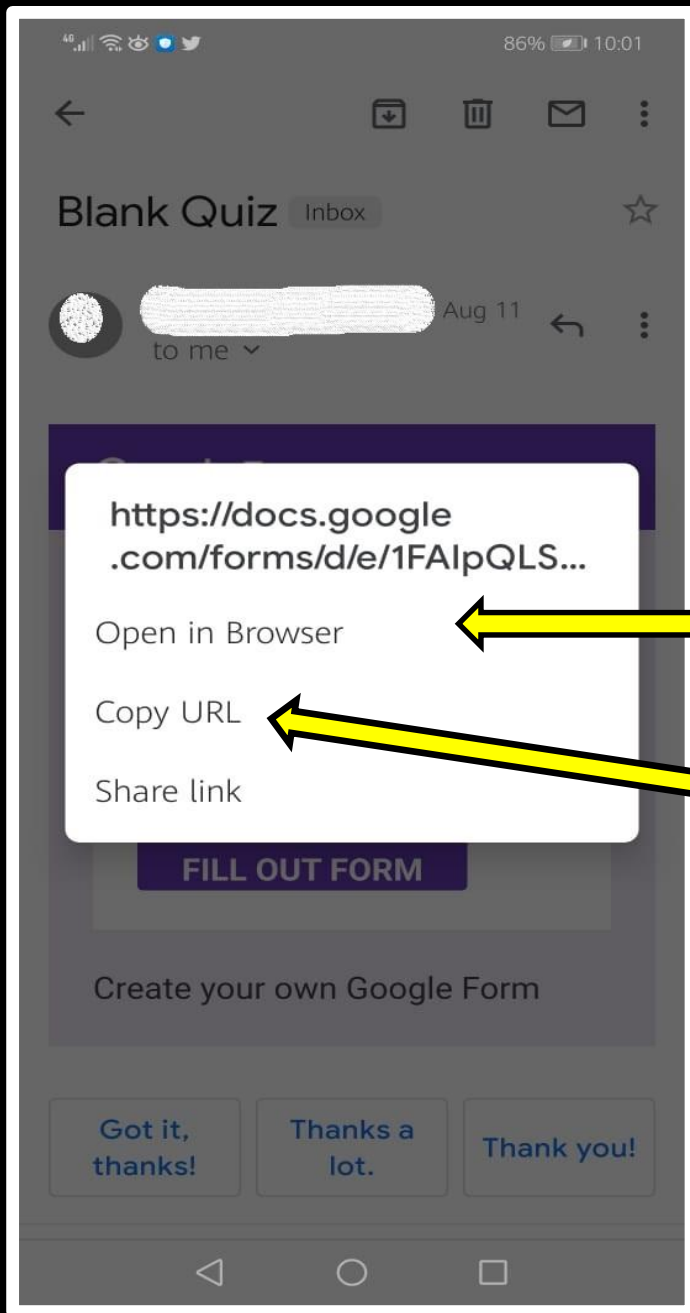 4G 86% 10:01
Blank Quiz Inbox
Aug 11
to me
https://docs.google
.com/forms/d/e/1FAIpQLS...
Open in Browser
Copy URL
Share link
FILL OUT FORM
Create your own Google Form
Got it, thanks!
Thanks a lot.
Thank you!